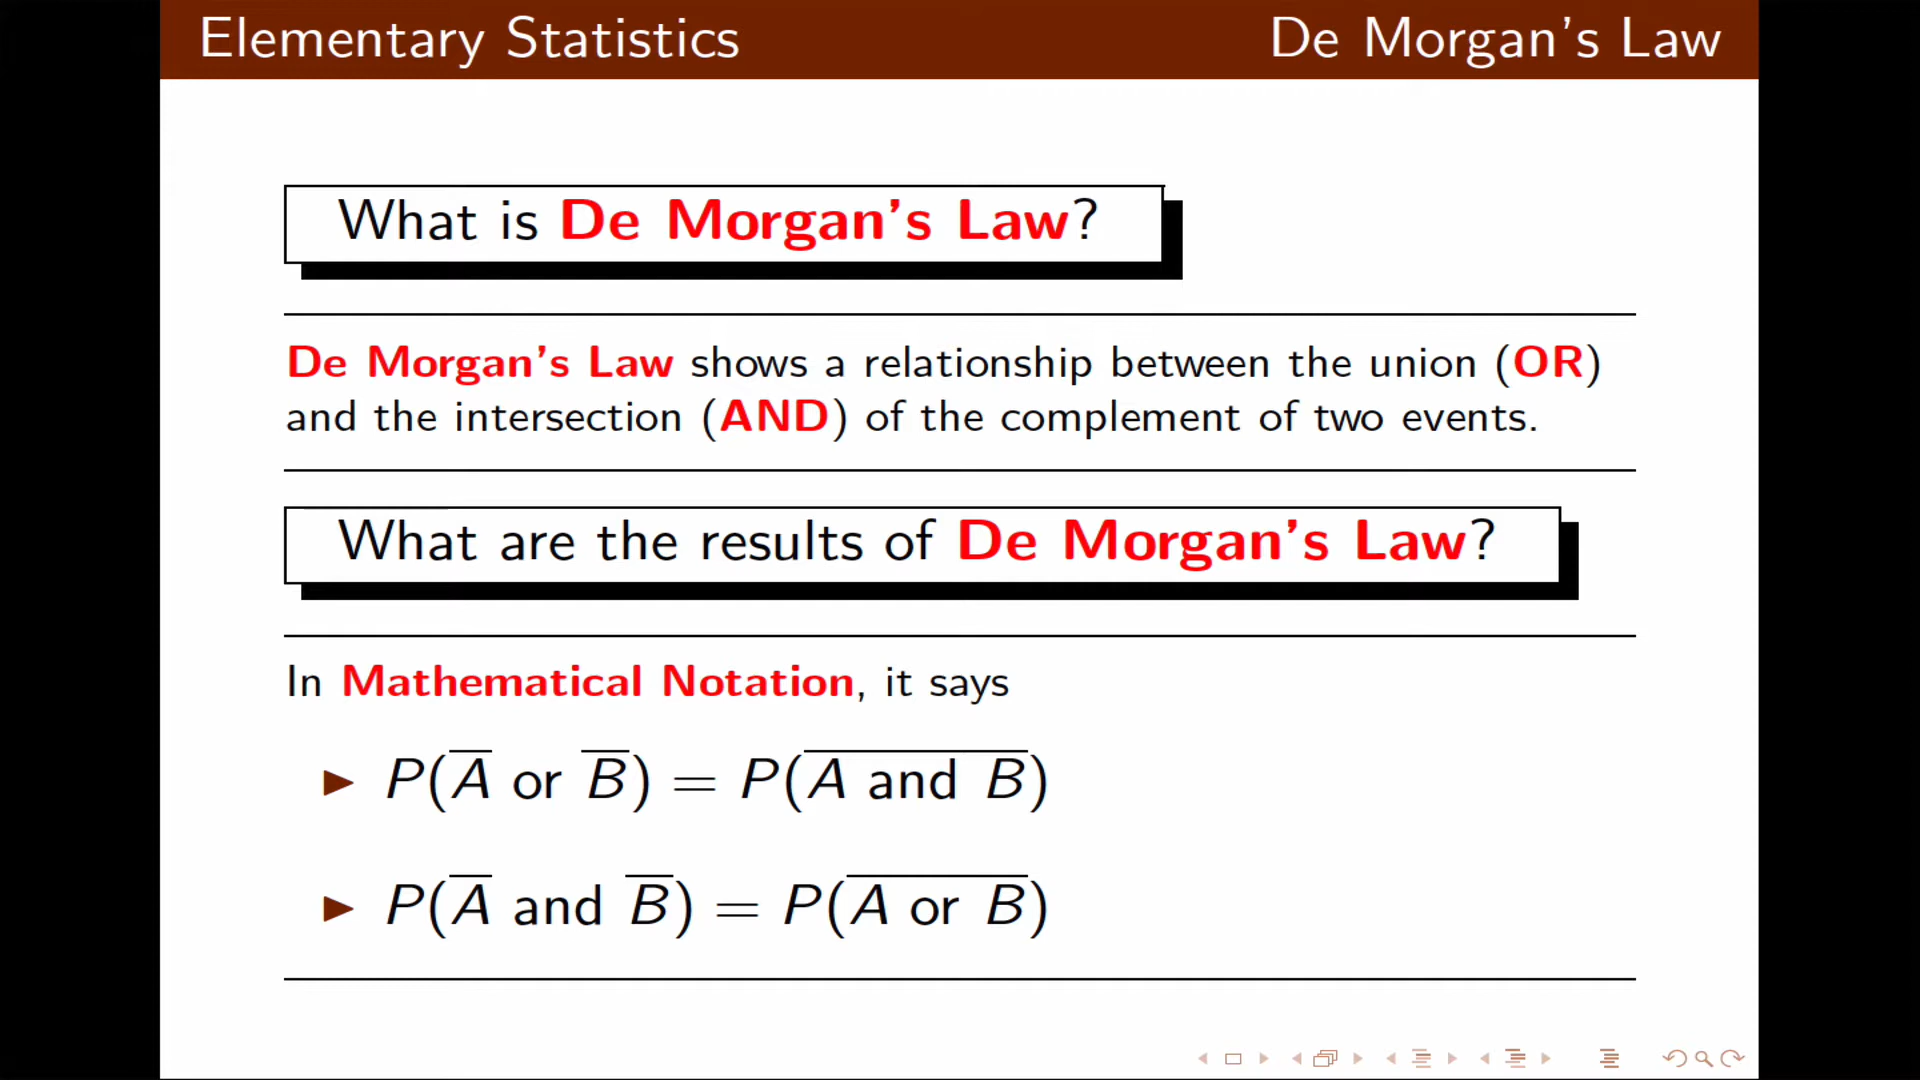 Elementary Statistics De Morgan's Law
What is De Morgan's Law?
De Morgan's Law shows a relationship between the union (OR)
and the intersection (AND) of the complement of two events.
What are the results of De Morgan's Law?
In Mathematical Notation, it says
▶ P(A̅ or B̅) = P(A̅ ̅a̅n̅d̅ ̅B̅)
▶ P(A̅ and B̅) = P(A̅ ̅o̅r̅ ̅B̅)